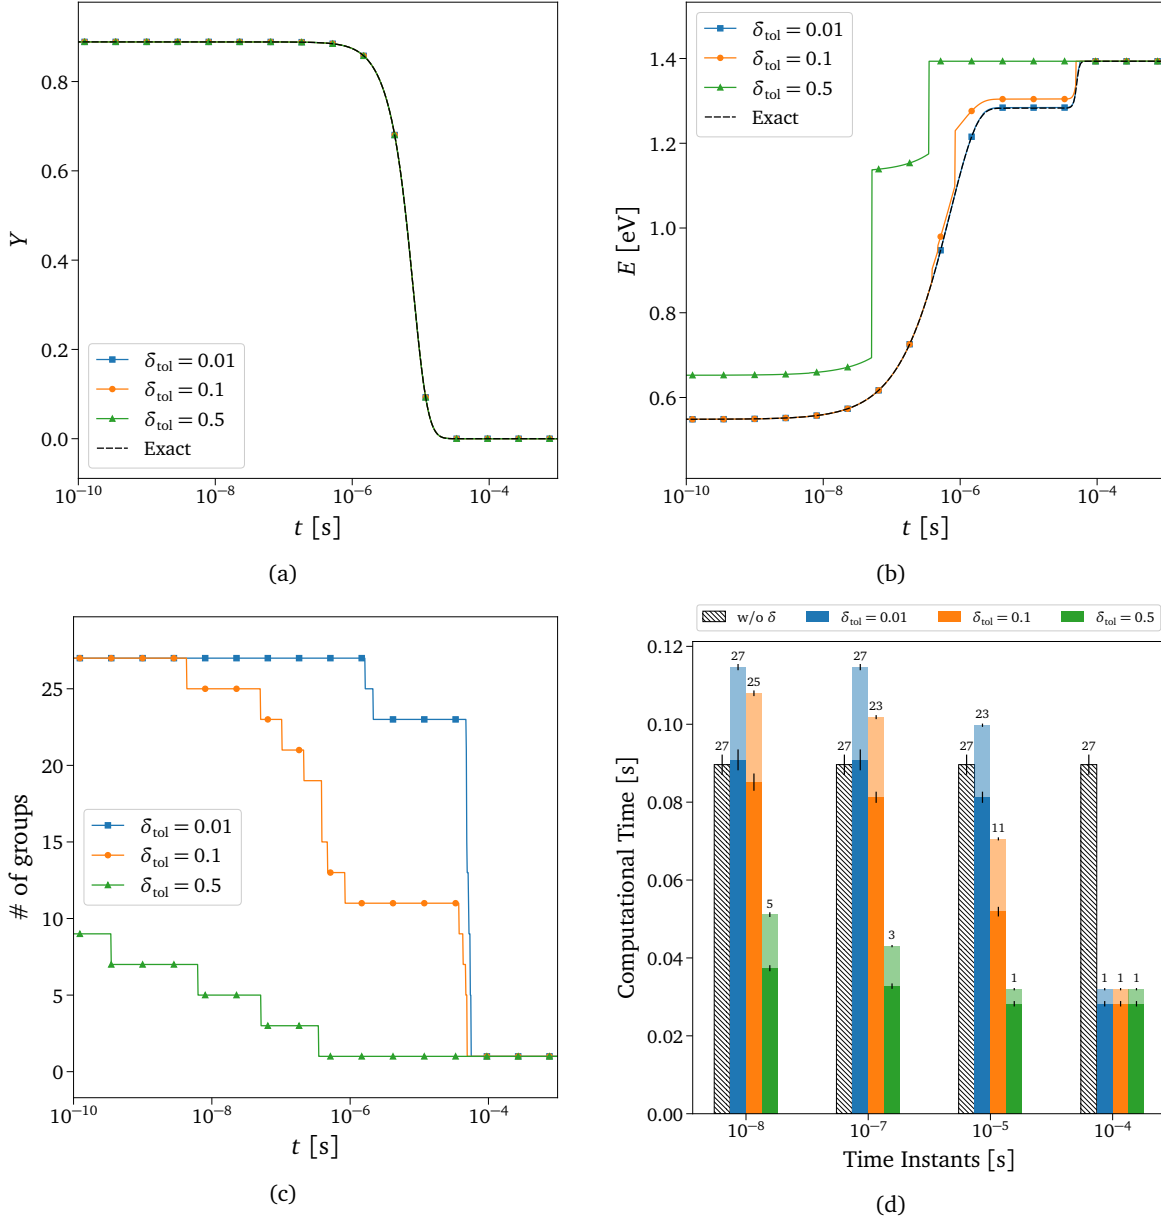 0.8
0.6
0.4
0.2
0.0
Y
δtol = 0.01
δtol = 0.1
δtol = 0.5
Exact
10⁻¹⁰
10⁻⁸
10⁻⁶
10⁻⁴
t [s]
(a)
1.4
1.2
1.0
0.8
0.6
E [eV]
δtol = 0.01
δtol = 0.1
δtol = 0.5
Exact
10⁻¹⁰
10⁻⁸
10⁻⁶
10⁻⁴
t [s]
(b)
25
20
15
10
5
0
# of groups
δtol = 0.01
δtol = 0.1
δtol = 0.5
10⁻¹⁰
10⁻⁸
10⁻⁶
10⁻⁴
t [s]
(c)
w/o δ
δtol = 0.01
δtol = 0.1
δtol = 0.5
0.12
0.10
0.08
0.06
0.04
0.02
0.00
Computational Time [s]
27
27
25
5
27
27
23
3
27
23
11
1
27
1
1
1
10⁻⁸
10⁻⁷
10⁻⁵
10⁻⁴
Time Instants [s]
(d)